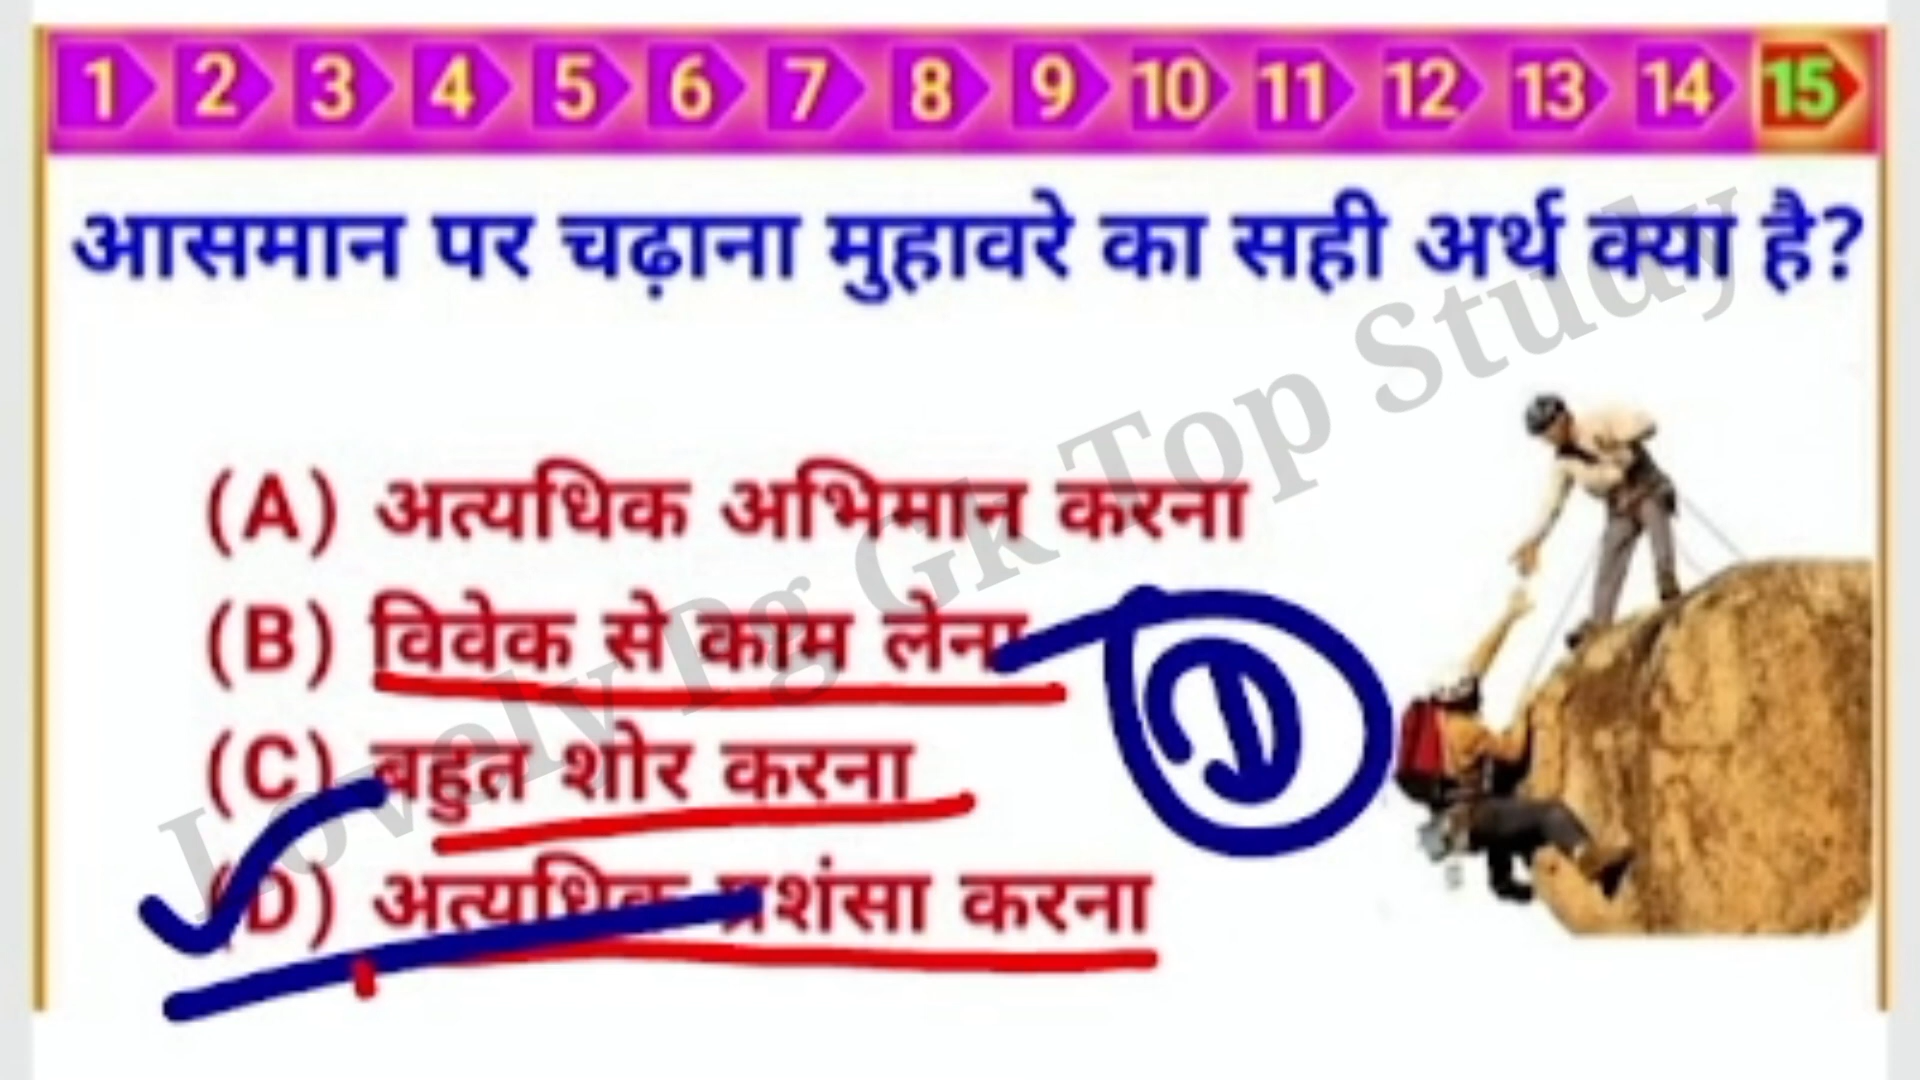 1 2 3 4 5 6 7 8 9 10 11 12 13 14 15
आसमान पर चढ़ाना मुहावरे का सही अर्थ क्या है?
(A) अत्यधिक अभिमान करना
(B) विवेक से काम लेना
(C) बहुत शोर करना
(D) अत्यधिक प्रशंसा करना
D
Lovely Pg Gk Top Study